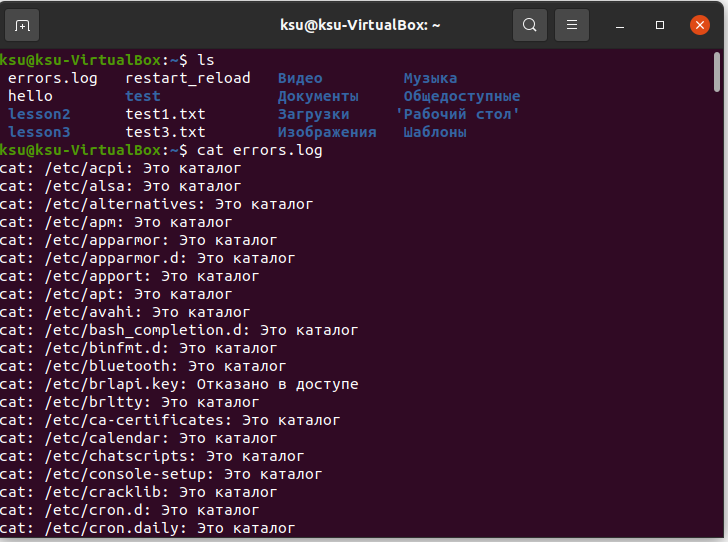 ksu@ksu-VirtualBox: ~
ksu@ksu-VirtualBox:~$ ls
errors.log restart_reload Видео Музыка
hello test Документы Общедоступные
lesson2 test1.txt Загрузки 'Рабочий стол'
lesson3 test3.txt Изображения Шаблоны
ksu@ksu-VirtualBox:~$ cat errors.log
cat: /etc/acpi: Это каталог
cat: /etc/alsa: Это каталог
cat: /etc/alternatives: Это каталог
cat: /etc/apm: Это каталог
cat: /etc/apparmor: Это каталог
cat: /etc/apparmor.d: Это каталог
cat: /etc/apport: Это каталог
cat: /etc/apt: Это каталог
cat: /etc/avahi: Это каталог
cat: /etc/bash_completion.d: Это каталог
cat: /etc/binfmt.d: Это каталог
cat: /etc/bluetooth: Это каталог
cat: /etc/brlapi.key: Отказано в доступе
cat: /etc/brltty: Это каталог
cat: /etc/ca-certificates: Это каталог
cat: /etc/calendar: Это каталог
cat: /etc/chatscripts: Это каталог
cat: /etc/console-setup: Это каталог
cat: /etc/cracklib: Это каталог
cat: /etc/cron.d: Это каталог
cat: /etc/cron.daily: Это каталог